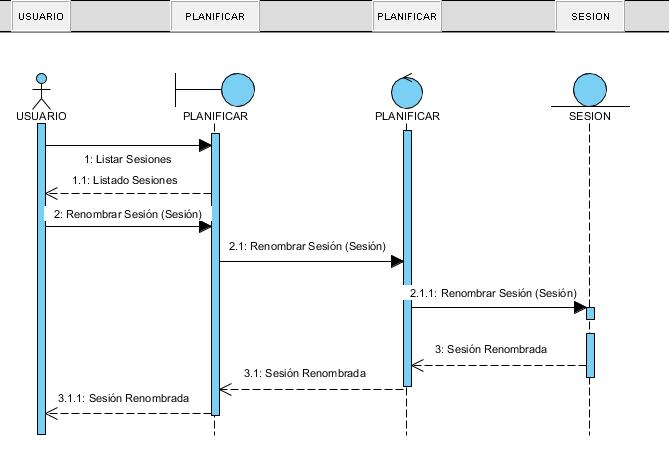 USUARIO
PLANIFICAR
PLANIFICAR
SESION
USUARIO
PLANIFICAR
PLANIFICAR
SESION
1: Listar Sesiones
1.1: Listado Sesiones
2: Renombrar Sesión (Sesión)
2.1: Renombrar Sesión (Sesión)
2.1.1: Renombrar Sesión (Sesión)
3: Sesión Renombrada
3.1: Sesión Renombrada
3.1.1: Sesión Renombrada